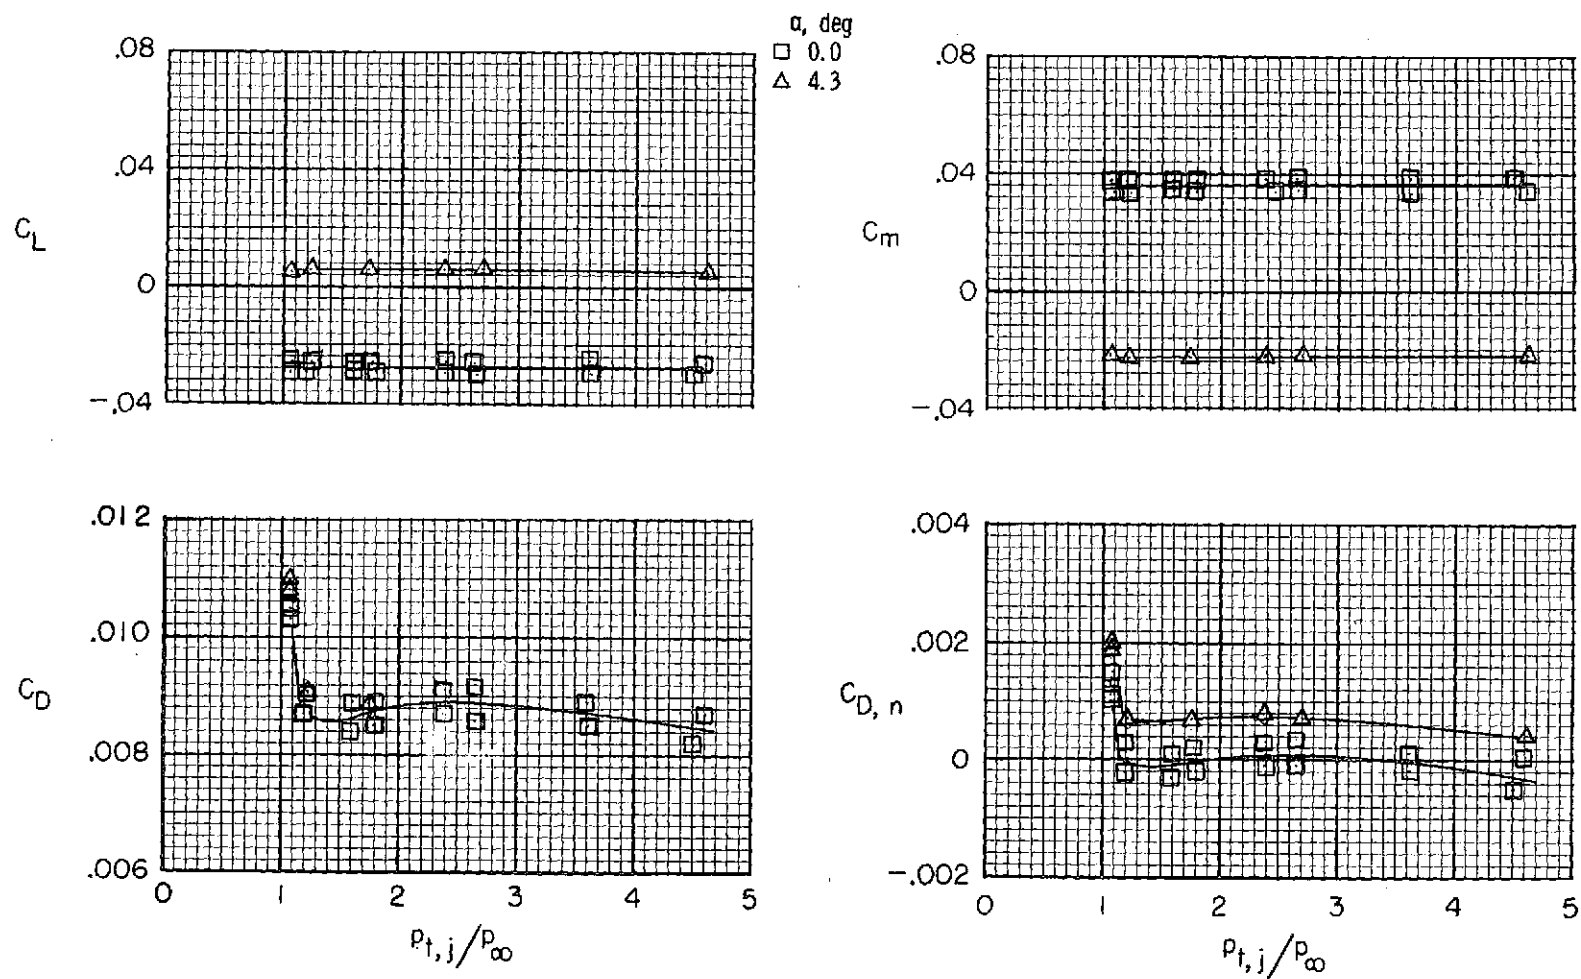 α, deg
□ 0.0
△ 4.3
.08
.04
0
−.04
C_L
.08
.04
0
−.04
C_m
.012
.010
.008
.006
C_D
0 1 2 3 4 5
p_t,j/p_∞
.004
.002
0
−.002
C_D,n
0 1 2 3 4 5
p_t,j/p_∞